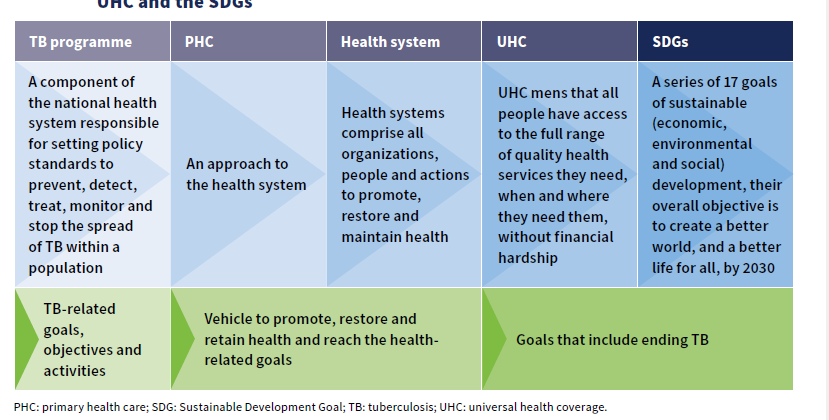 UHC and the SDGs
TB programme
PHC
Health system
UHC
SDGs
A component of
the national health
system responsible
for setting policy
standards to
prevent, detect,
treat, monitor and
stop the spread
of TB within a
population
An approach to
the health system
Health systems
comprise all
organizations,
people and actions
to promote,
restore and
maintain health
UHC mens that all
people have access
to the full range
of quality health
services they need,
when and where
they need them,
without financial
hardship
A series of 17 goals
of sustainable
(economic,
environmental
and social)
development, their
overall objective is
to create a better
world, and a better
life for all, by 2030
TB-related
goals,
objectives and
activities
Vehicle to promote, restore and
retain health and reach the health-
related goals
Goals that include ending TB
PHC: primary health care; SDG: Sustainable Development Goal; TB: tuberculosis; UHC: universal health coverage.